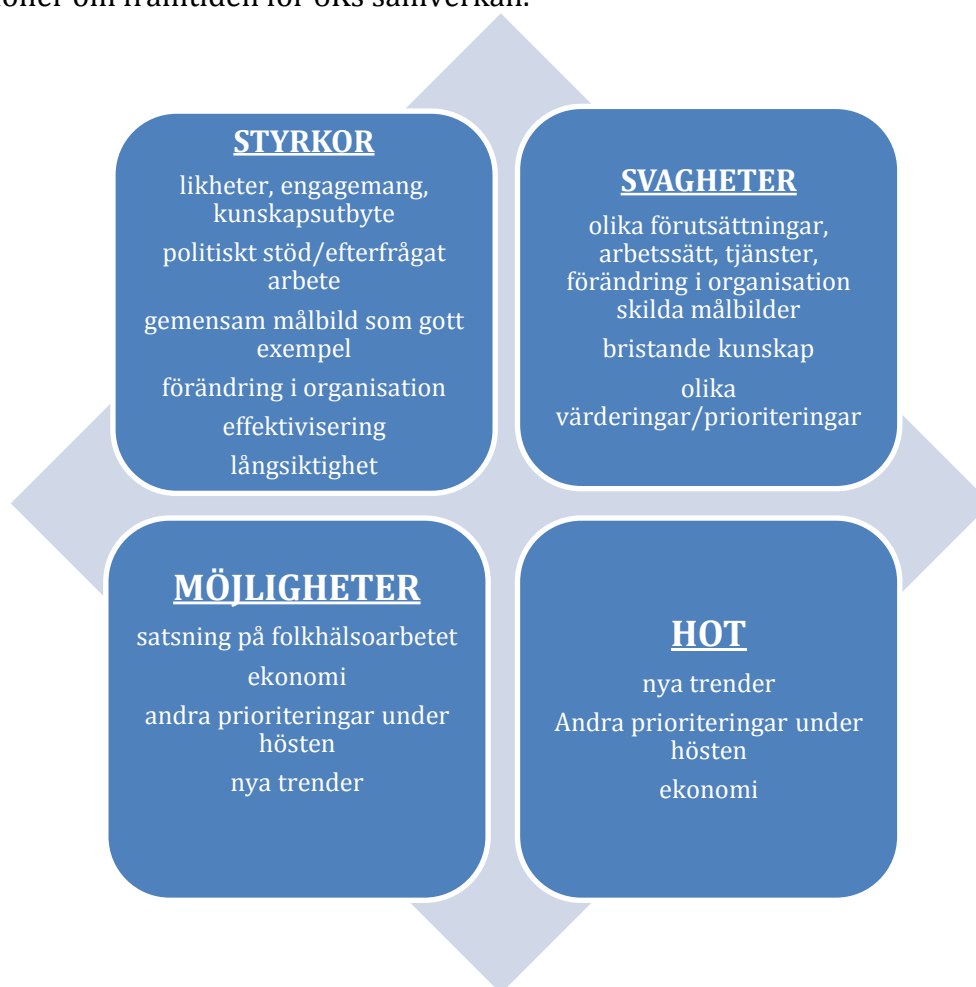 om framtiden för
samverkan.
STYRKOR
likheter, engagemang,
kunskapsutbyte
politiskt stöd/efterfrågat
arbete
gemensam målbild som gott
exempel
förändring i organisation
effektivisering
långsiktighet
SVAGHETER
olika förutsättningar,
arbetssätt, tjänster,
förändring i organisation
skilda målbilder
bristande kunskap
olika
värderingar/prioriteringar
MÖJLIGHETER
satsning på folkhälsoarbetet
ekonomi
andra prioriteringar under
hösten
nya trender
HOT
nya trender
Andra prioriteringar under
hösten
ekonomi